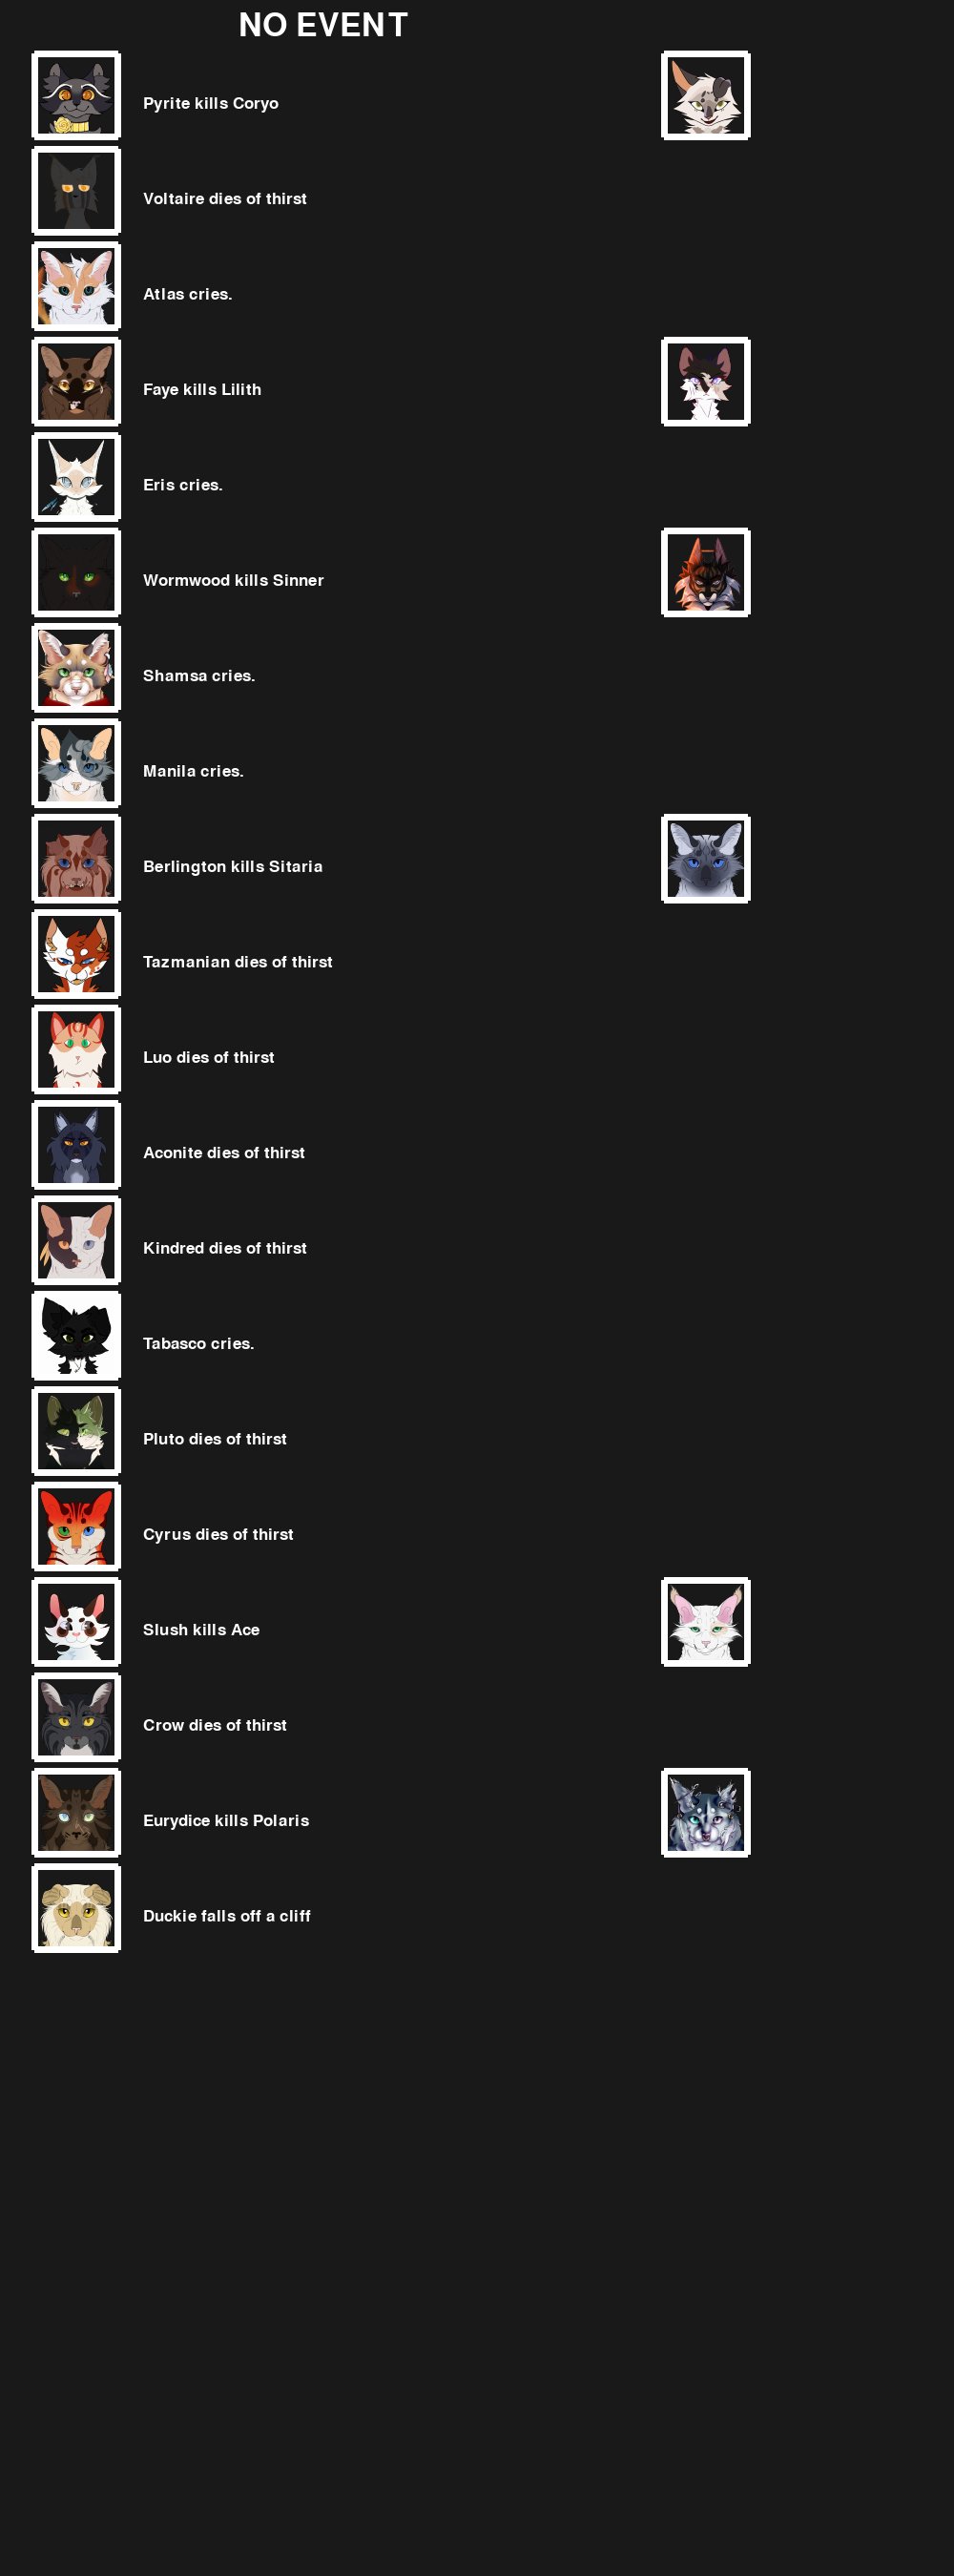 NO EVENT
Pyrite kills Coryo
Voltaire dies of thirst
Atlas cries.
Faye kills Lilith
Eris cries.
Wormwood kills Sinner
Shamsa cries.
Manila cries.
Berlington kills Sitaria
Tazmanian dies of thirst
Luo dies of thirst
Aconite dies of thirst
Kindred dies of thirst
Tabasco cries.
Pluto dies of thirst
Cyrus dies of thirst
Slush kills Ace
Crow dies of thirst
Eurydice kills Polaris
Duckie falls off a cliff